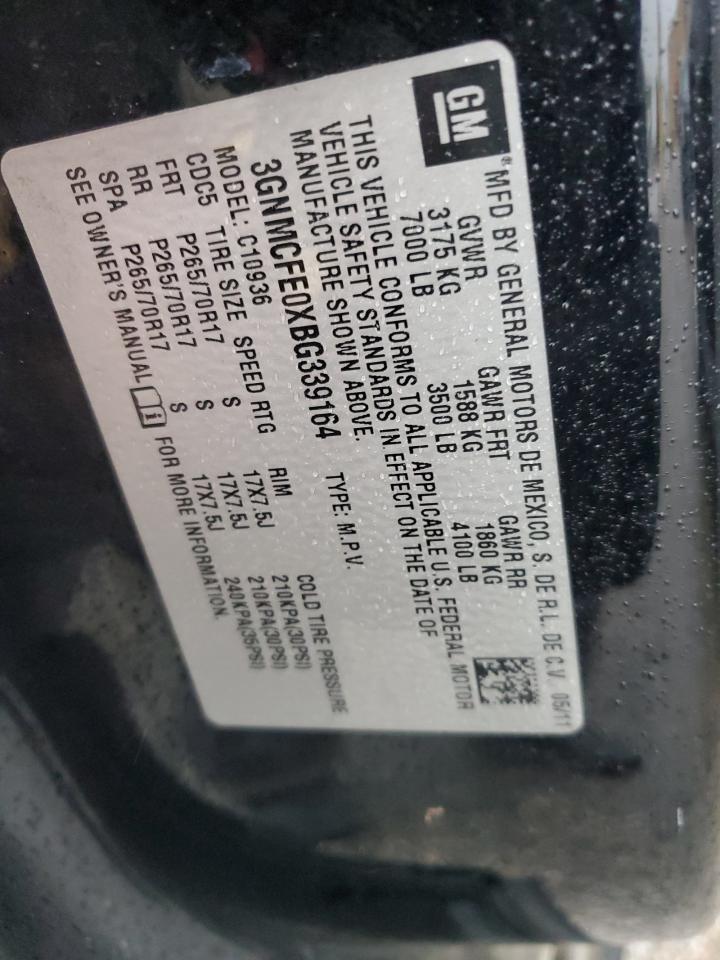 GM
® MFD BY GENERAL MOTORS DE MEXICO, S. DE R.L. DE C.V. 05/11
GVWR GAWR FRT GAWR RR
3175 KG 1588 KG 1860 KG
7000 LB 3500 LB 4100 LB
THIS VEHICLE CONFORMS TO ALL APPLICABLE U.S. FEDERAL MOTOR
VEHICLE SAFETY STANDARDS IN EFFECT ON THE DATE OF
MANUFACTURE SHOWN ABOVE.
3GNMCFE0XBG339164 TYPE: M.P.V.
MODEL: C10936
CDC5 TIRE SIZE SPEED RTG RIM COLD TIRE PRESSURE
FRT P265/70R17 S 17X7.5J 210KPA(30PSI)
RR P265/70R17 S 17X7.5J 210KPA(30PSI)
SPA P265/70R17 S 17X7.5J 240KPA(35PSI)
SEE OWNER'S MANUAL i FOR MORE INFORMATION.